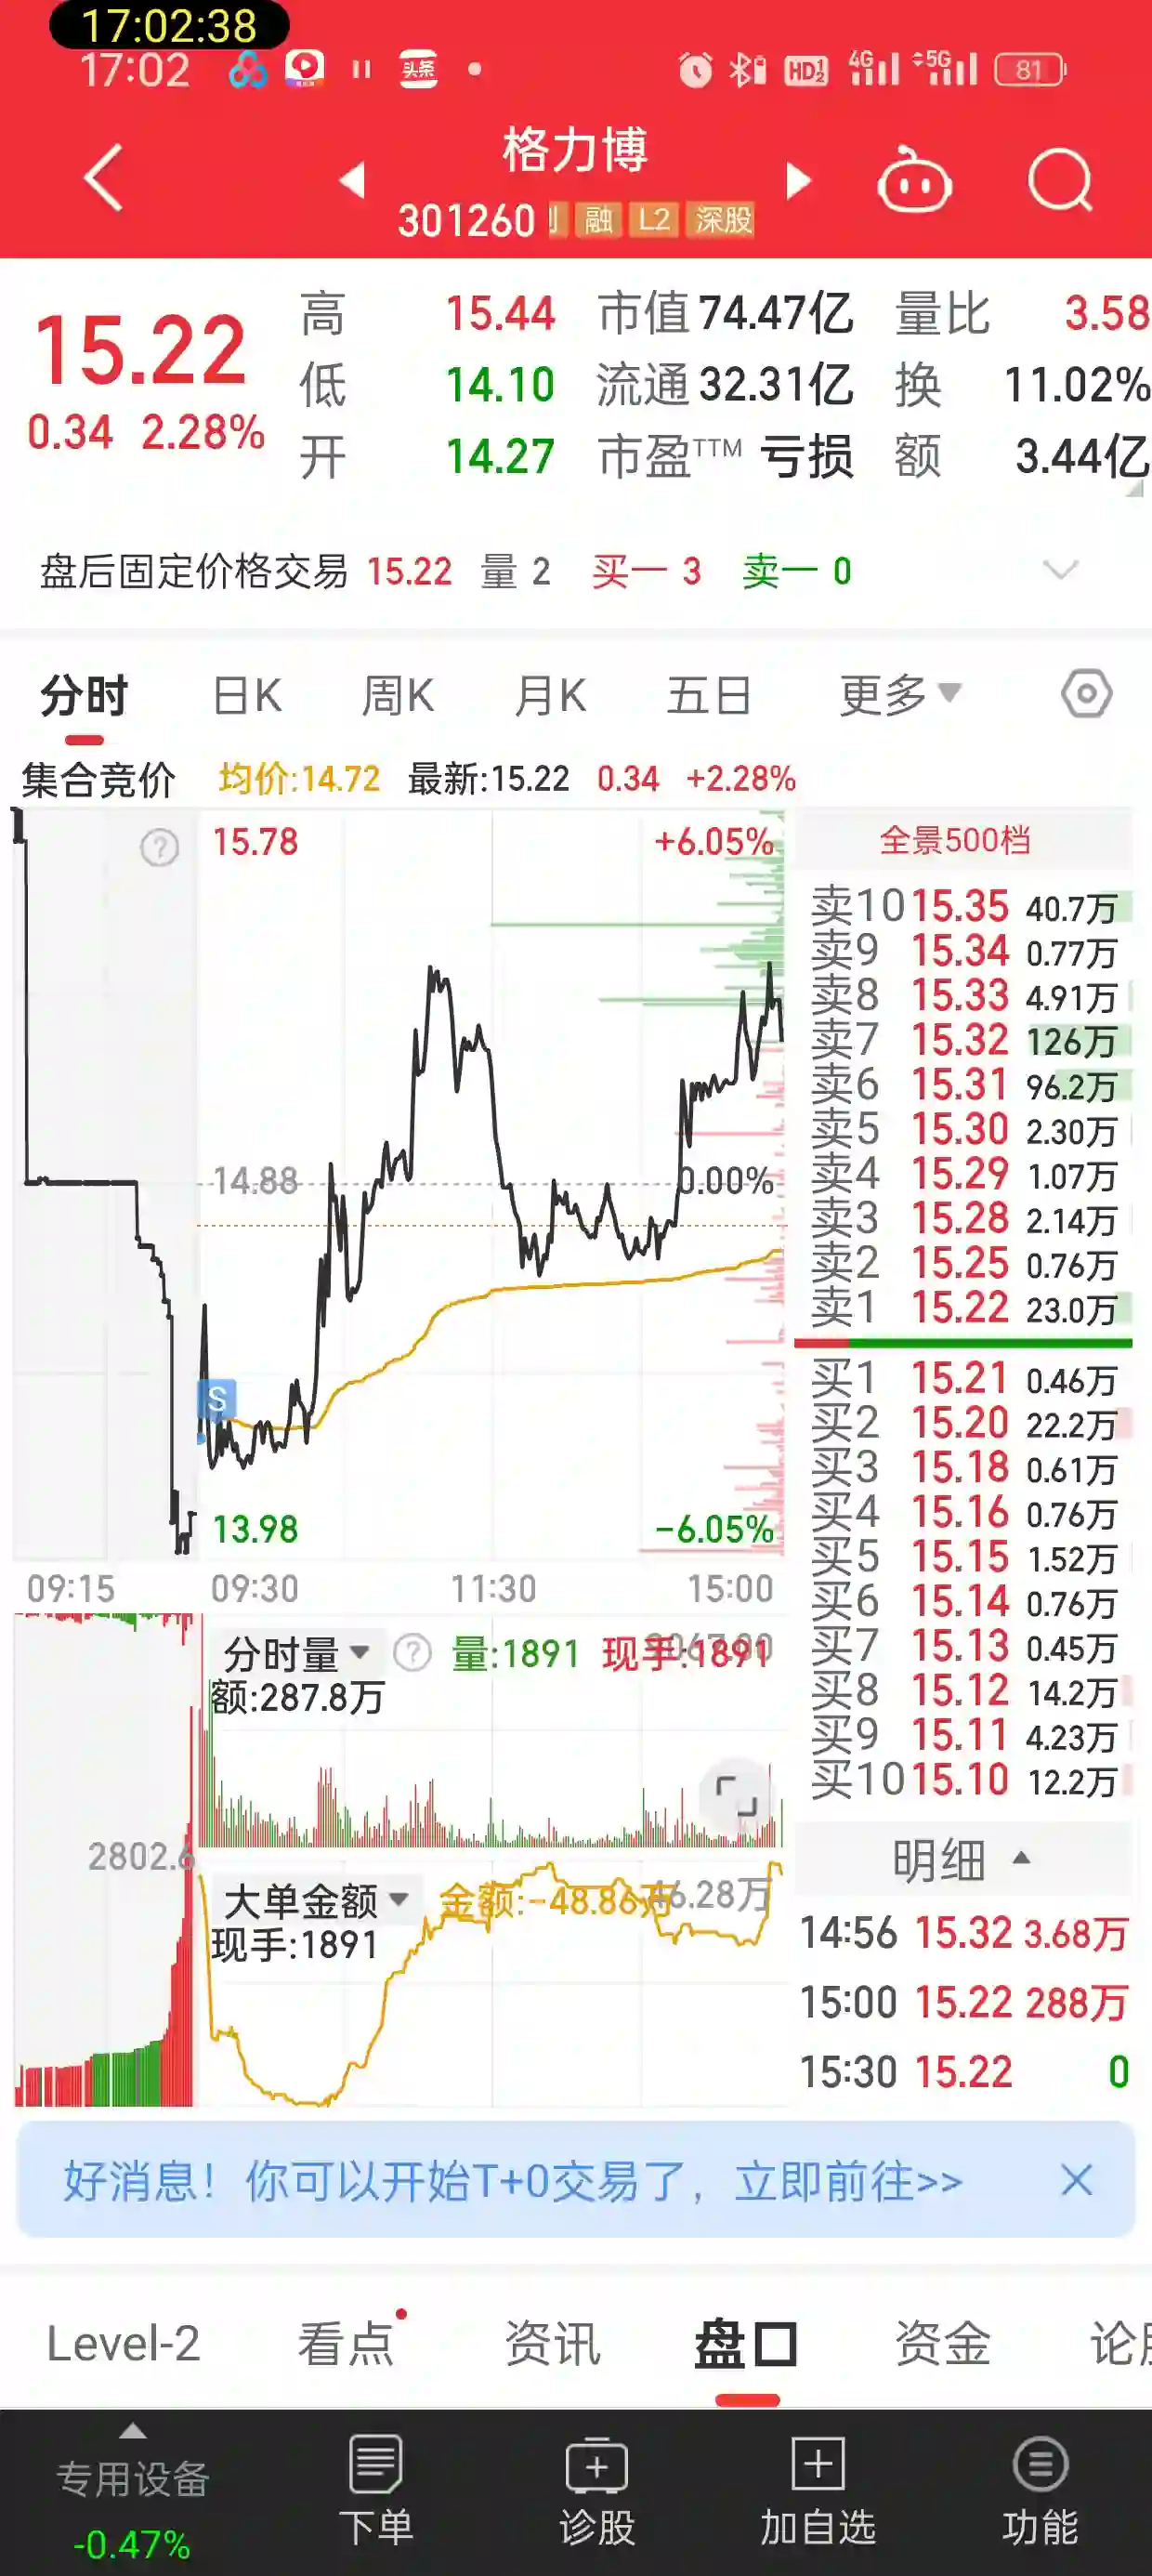 17:02:38
17:02 头条 HD 4G 5G 81
格力博
301260 融 L2 深股
15.22
0.34 2.28%
高 15.44 市值 74.47亿 量比 3.58
低 14.10 流通 32.31亿 换 11.02%
开 14.27 市盈TTM 亏损 额 3.44亿
盘后固定价格交易 15.22 量 2 买一 3 卖一 0
分时 日K 周K 月K 五日 更多
集合竞价 均价:14.72 最新:15.22 0.34 +2.28%
15.78 +6.05%
14.88 0.00%
13.98 -6.05%
09:15 09:30 11:30 15:00
分时量 ? 量:1891 现手:1891
额:287.8万
2802.6
大单金额 金额:-48.86万
现手:1891
全景500档
卖10 15.35 40.7万
卖9 15.34 0.77万
卖8 15.33 4.91万
卖7 15.32 126万
卖6 15.31 96.2万
卖5 15.30 2.30万
卖4 15.29 1.07万
卖3 15.28 2.14万
卖2 15.25 0.76万
卖1 15.22 23.0万
买1 15.21 0.46万
买2 15.20 22.2万
买3 15.18 0.61万
买4 15.16 0.76万
买5 15.15 1.52万
买6 15.14 0.76万
买7 15.13 0.45万
买8 15.12 14.2万
买9 15.11 4.23万
买10 15.10 12.2万
明细
14:56 15.32 3.68万
15:00 15.22 288万
15:30 15.22 0
S
好消息！你可以开始T+0交易了，立即前往>>
Level-2 看点 资讯 盘口 资金 论
专用设备 下单 诊股 加自选 功能
-0.47%